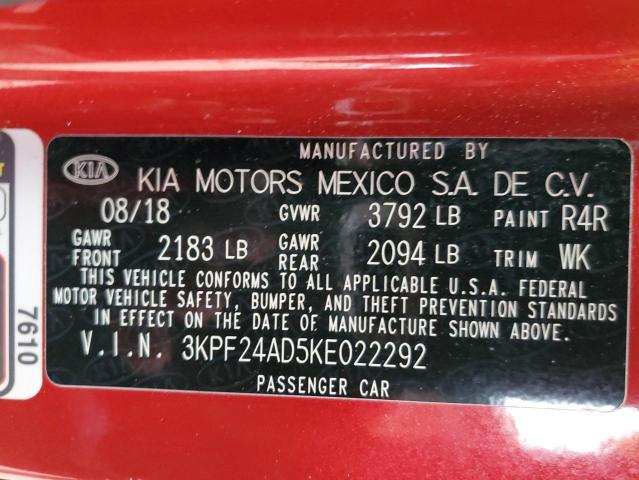 MANUFACTURED BY
KIA KIA MOTORS MEXICO S.A. DE C.V.
08/18 GVWR 3792 LB PAINT R4R
GAWR FRONT 2183 LB GAWR REAR 2094 LB TRIM WK
THIS VEHICLE CONFORMS TO ALL APPLICABLE U.S.A. FEDERAL
MOTOR VEHICLE SAFETY, BUMPER, AND THEFT PREVENTION STANDARDS
IN EFFECT ON THE DATE OF MANUFACTURE SHOWN ABOVE.
V.I.N. 3KPF24AD5KE022292
PASSENGER CAR
7610